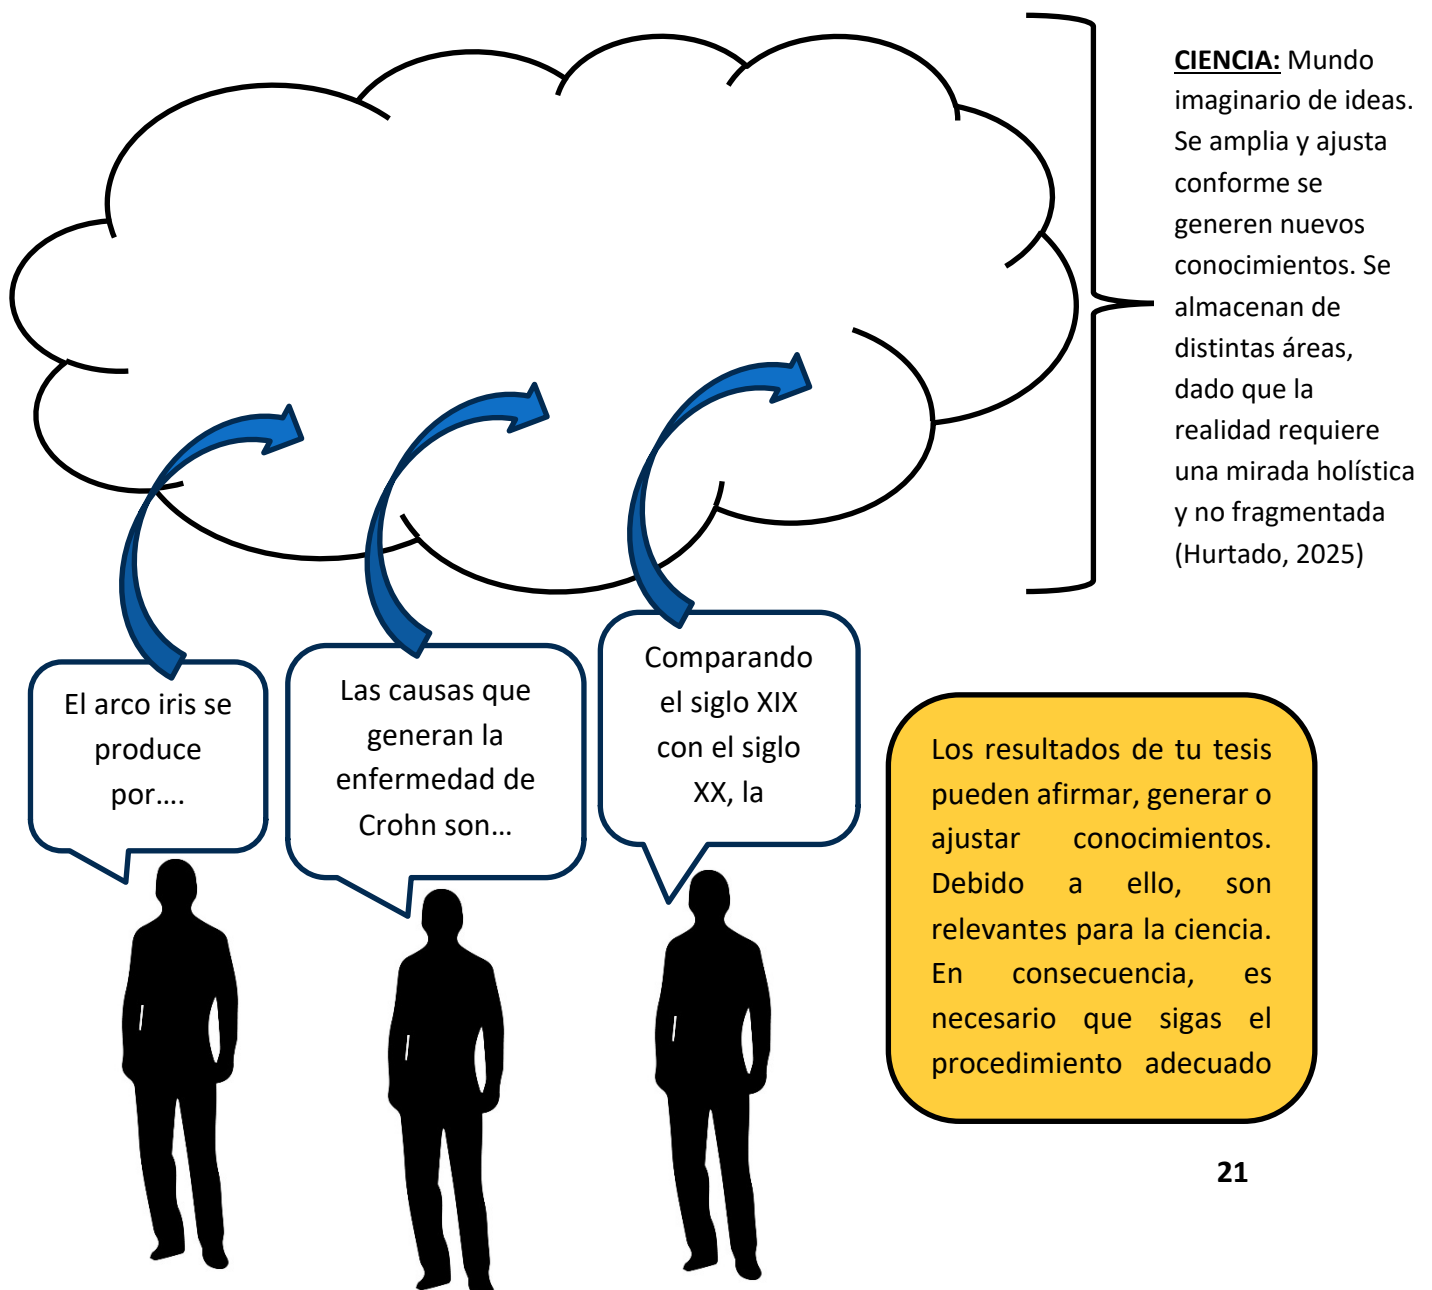 CIENCIA: Mundo
imaginario de ideas.
Se amplia y ajusta
conforme se
generen nuevos
conocimientos. Se
almacenan de
distintas áreas,
dado que la
realidad requiere
una mirada holística
y no fragmentada
(Hurtado, 2025)
El arco iris se
produce
por....
Las causas que
generan la
enfermedad de
Crohn son...
Comparando
el siglo XIX
con el siglo
XX, la
Los resultados de tu tesis
pueden afirmar, generar o
ajustar conocimientos.
Debido a ello, son
relevantes para la ciencia.
En consecuencia, es
necesario que sigas el
procedimiento adecuado
21